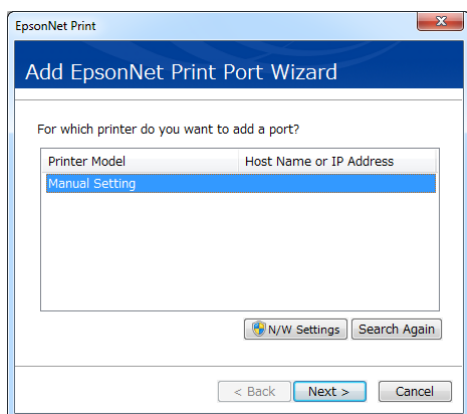 EpsonNet Print
Add EpsonNet Print Port Wizard
For which printer do you want to add a port?
Printer Model Host Name or IP Address
Manual Setting
N/W Settings Search Again
< Back Next > Cancel